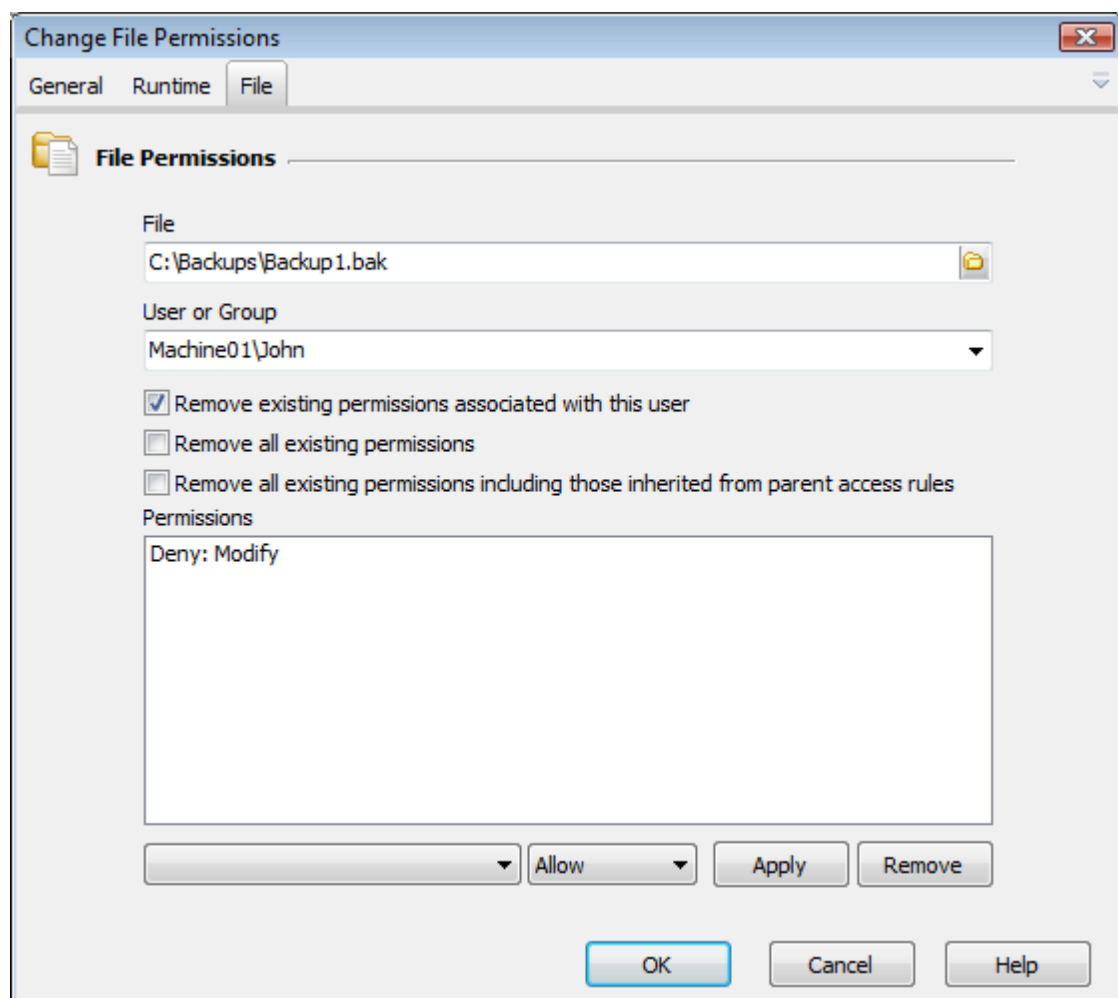 Change File Permissions
General Runtime File
File Permissions
File
C:\Backups\Backup1.bak
User or Group
Machine01\John
Remove existing permissions associated with this user
Remove all existing permissions
Remove all existing permissions including those inherited from parent access rules
Permissions
Deny: Modify
Allow Apply Remove
OK Cancel Help